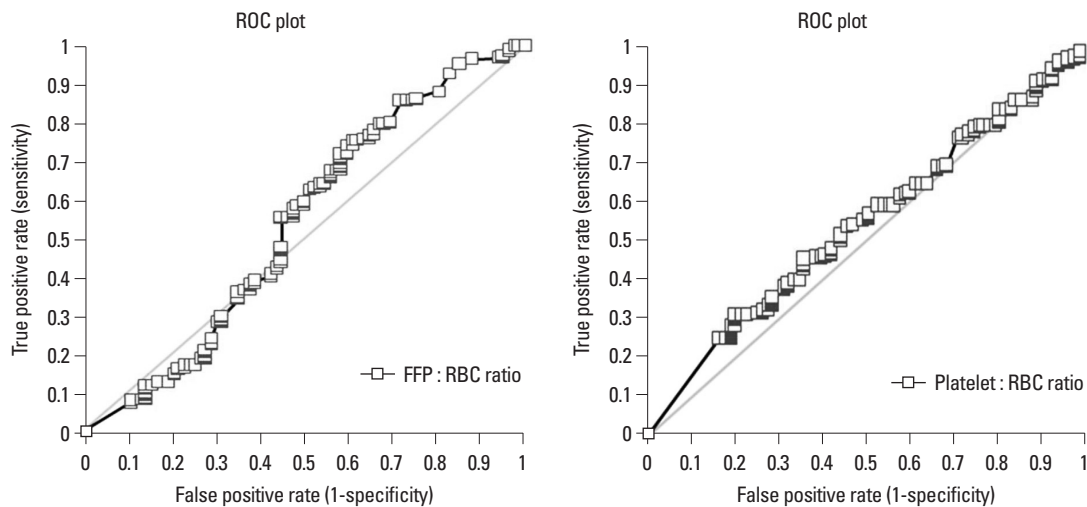 ROC plot
True positive rate (sensitivity)
1
0.9
0.8
0.7
0.6
0.5
0.4
0.3
0.2
0.1
0
FFP : RBC ratio
0 0.1 0.2 0.3 0.4 0.5 0.6 0.7 0.8 0.9 1
False positive rate (1-specificity)
ROC plot
True positive rate (sensitivity)
1
0.9
0.8
0.7
0.6
0.5
0.4
0.3
0.2
0.1
0
Platelet : RBC ratio
0 0.1 0.2 0.3 0.4 0.5 0.6 0.7 0.8 0.9 1
False positive rate (1-specificity)